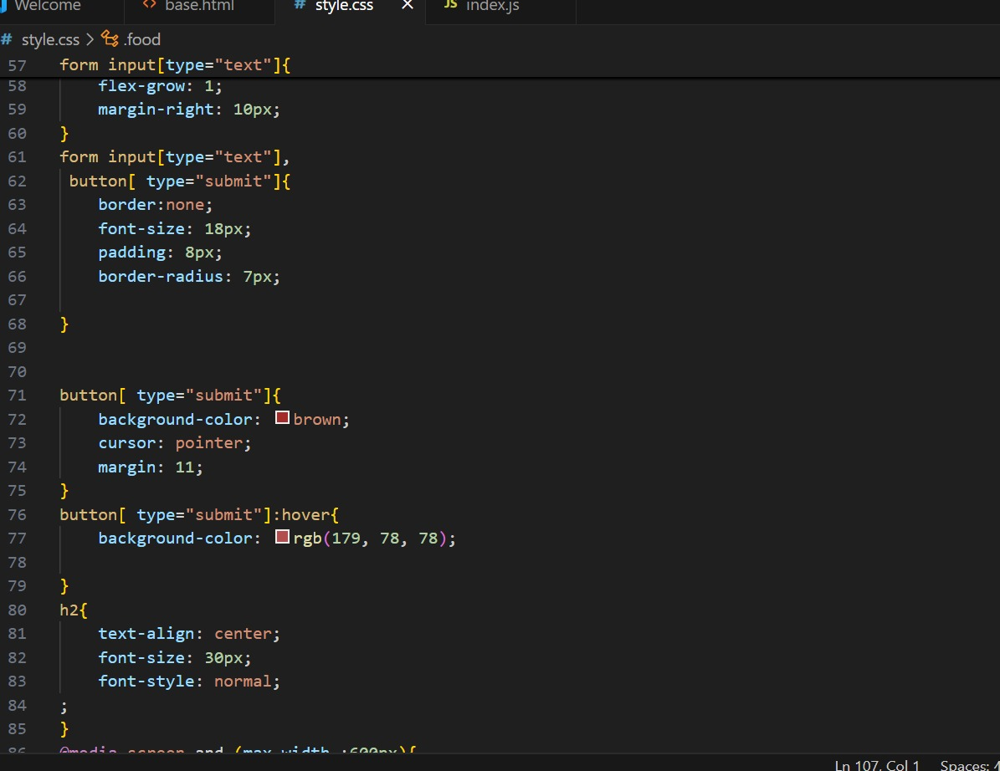 Welcome
<> base.html
# style.css ×
JS index.js
# style.css > .food
57 form input[type="text"]{
58 flex-grow: 1;
59 margin-right: 10px;
60 }
61 form input[type="text"],
62 button[ type="submit"]{
63 border:none;
64 font-size: 18px;
65 padding: 8px;
66 border-radius: 7px;
67
68 }
69
70
71 button[ type="submit"]{
72 background-color: brown;
73 cursor: pointer;
74 margin: 11;
75 }
76 button[ type="submit"]:hover{
77 background-color: rgb(179, 78, 78);
78
79 }
80 h2{
81 text-align: center;
82 font-size: 30px;
83 font-style: normal;
84 ;
85 }
86 @media screen and (max-width :600px){
Ln 107, Col 1 Spaces: 4